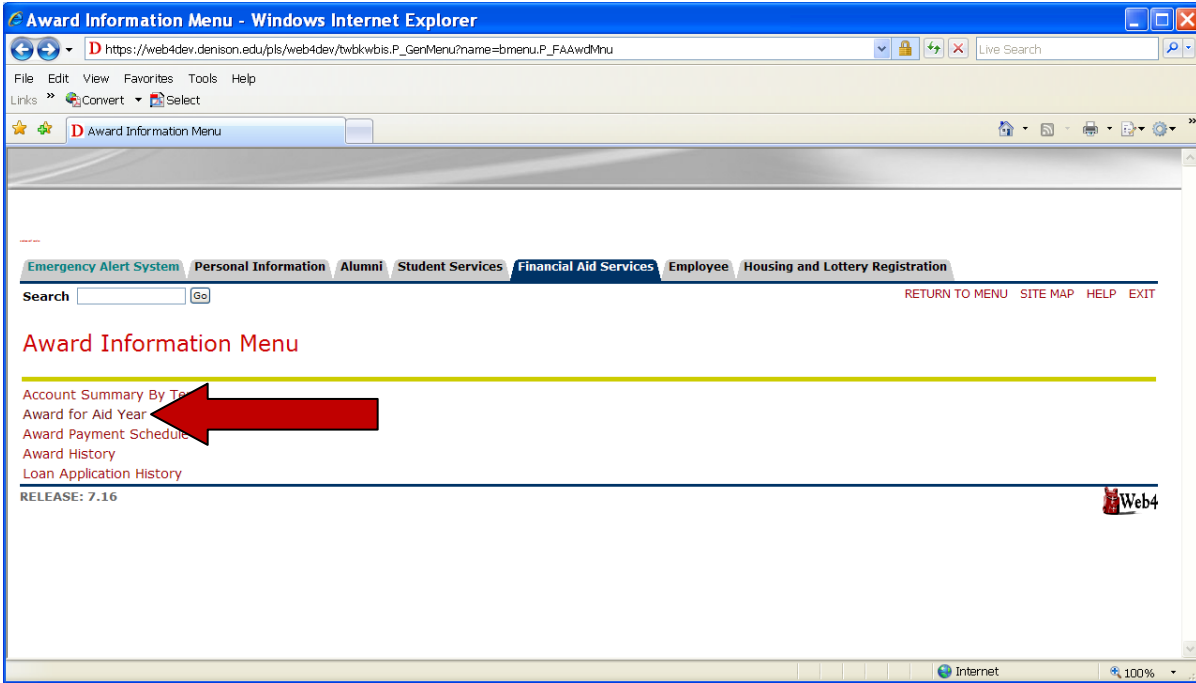 Award Information Menu - Windows Internet Explorer
D https://web4dev.denison.edu/pls/web4dev/twbkwbis.P_GenMenu?name=bmenu.P_FAAwdMnu Live Search
File Edit View Favorites Tools Help
Links » Convert Select
D Award Information Menu »
Emergency Alert System Personal Information Alumni Student Services Financial Aid Services Employee Housing and Lottery Registration
Search Go RETURN TO MENU SITE MAP HELP EXIT
Award Information Menu
Account Summary By
Award for Aid Year
Award Payment Schedule
Award History
Loan Application History
RELEASE: 7.16
Web4
Internet 100%